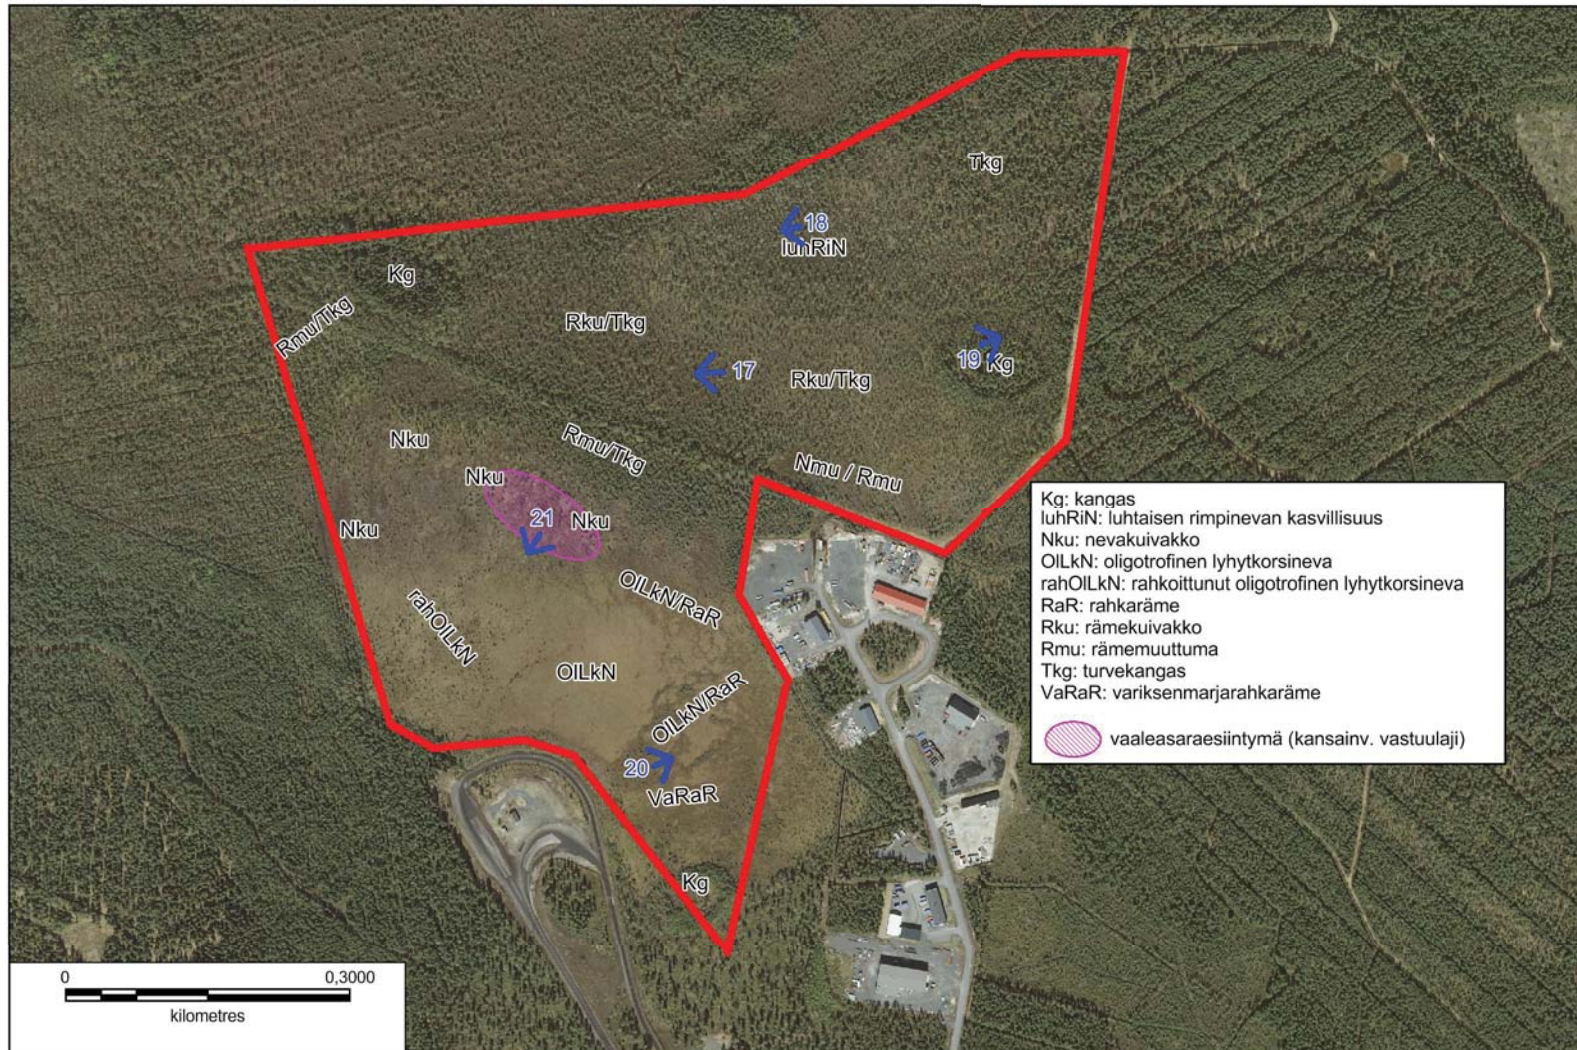 Tkg
18
luhRiN
Kg
Rmu/Tkg
Rku/Tkg
19
Kg
17
Rku/Tkg
Nku
Rmu/Tkg
Nmu / Rmu
Nku
21
Nku
Nku
OlLkN/RaR
rahOlLkN
OlLkN
OlLkN/RaR
20
VaRaR
Kg
Kg: kangas
luhRiN: luhtaisen rimpinevan kasvillisuus
Nku: nevakuivakko
OlLkN: oligotrofinen lyhytkorsineva
rahOlLkN: rahkoittunut oligotrofinen lyhytkorsineva
RaR: rahkaräme
Rku: rämekuivakko
Rmu: rämemuuttuma
Tkg: turvekangas
VaRaR: variksenmarjarahkaräme
vaaleasaraesiintymä (kansainv. vastuulaji)
0 0,3000
kilometres